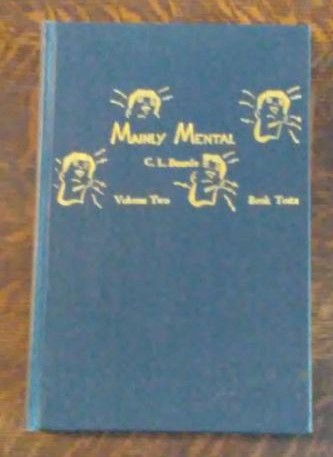 MAINLY MENTAL
C. L. Boarde
Volume Two
Book Tests